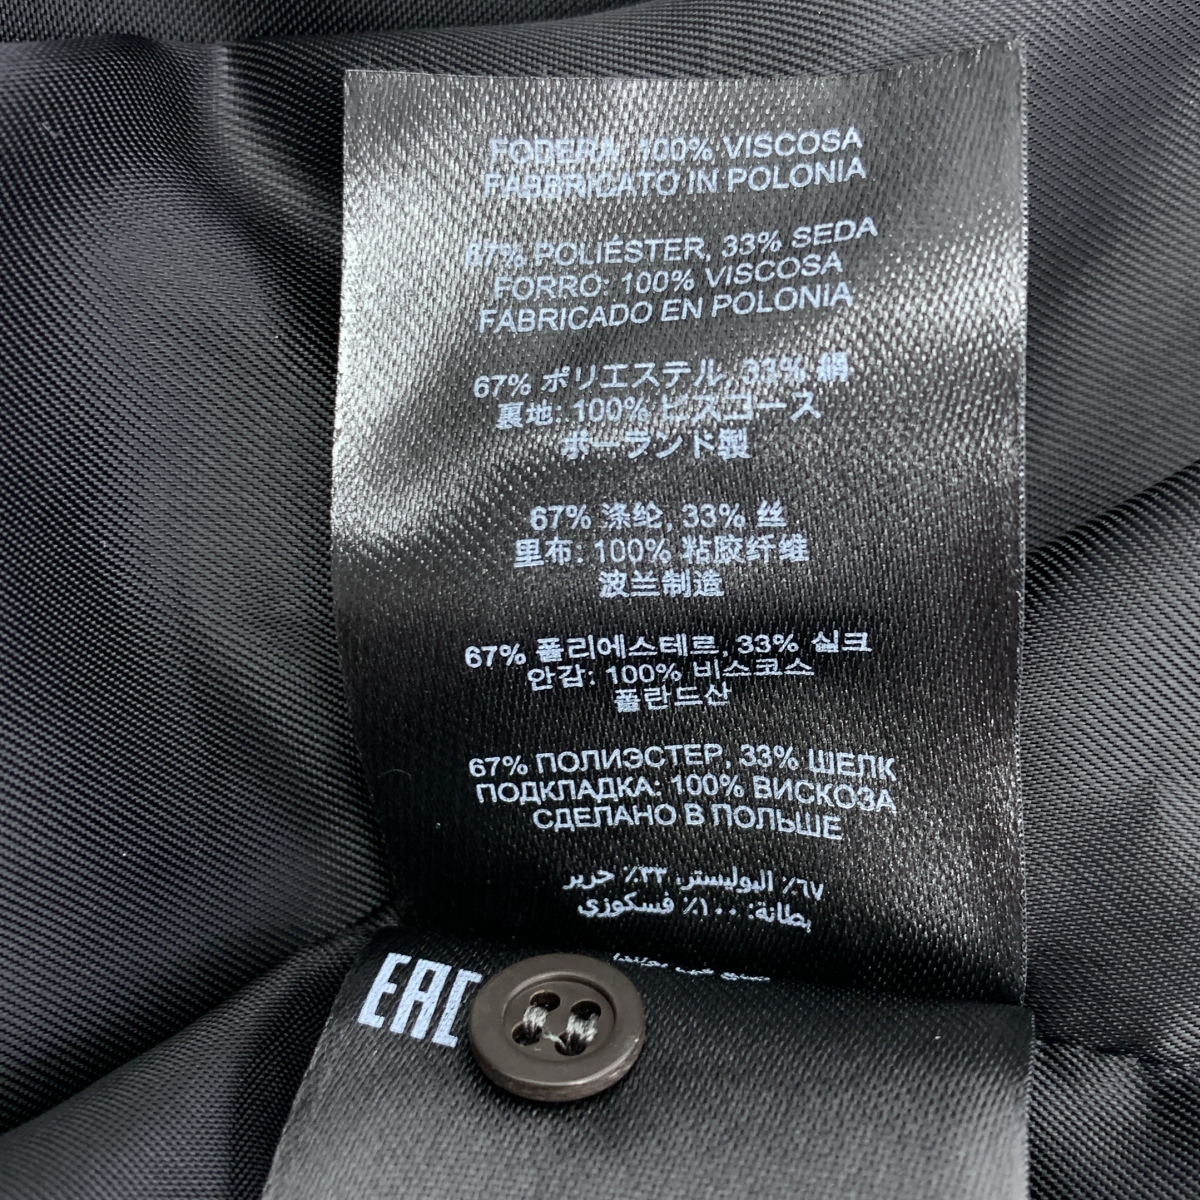 FODERA: 100% VISCOSA
FABBRICATO IN POLONIA
67% POLIÉSTER, 33% SEDA
FORRO: 100% VISCOSA
FABRICADO EN POLONIA
67% ポリエステル, 33% 絹
裏地: 100% ビスコース
ポーランド製
67% 涤纶, 33% 丝
里布: 100% 粘胶纤维
波兰制造
67% 폴리에스테르, 33% 실크
안감: 100% 비스코스
폴란드산
67% ПОЛИЭСТЕР, 33% ШЕЛК
ПОДКЛАДКА: 100% ВИСКОЗА
СДЕЛАНО В ПОЛЬШЕ
٦٧٪ البوليستر، ٣٣٪ حرير
بطانة: ١٠٠٪ فسكوزي
EAC